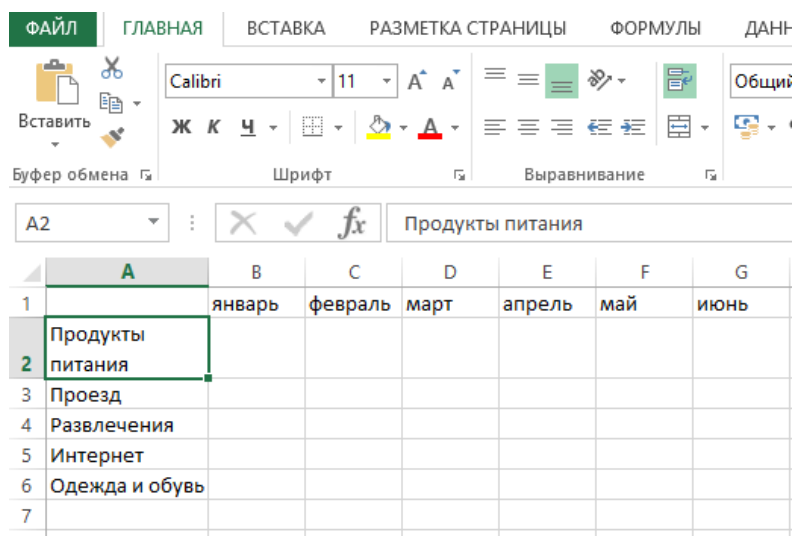 ФАЙЛ ГЛАВНАЯ ВСТАВКА РАЗМЕТКА СТРАНИЦЫ ФОРМУЛЫ ДАНН
Calibri 11 А А Общий
Вставить Ж К Ч А
Буфер обмена Шрифт Выравнивание
A2 fx Продукты питания
A B C D E F G
1 январь февраль март апрель май июнь
Продукты
2 питания
3 Проезд
4 Развлечения
5 Интернет
6 Одежда и обувь
7